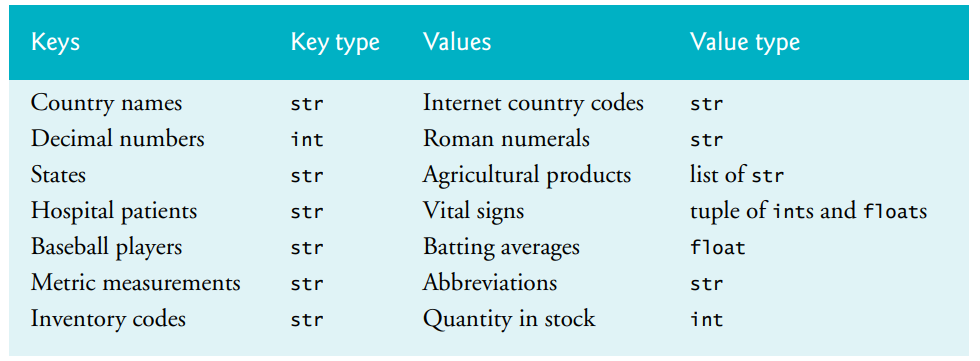 Keys Key type Values Value type
Country names str Internet country codes str
Decimal numbers int Roman numerals str
States str Agricultural products list of str
Hospital patients str Vital signs tuple of ints and floats
Baseball players str Batting averages float
Metric measurements str Abbreviations str
Inventory codes str Quantity in stock int